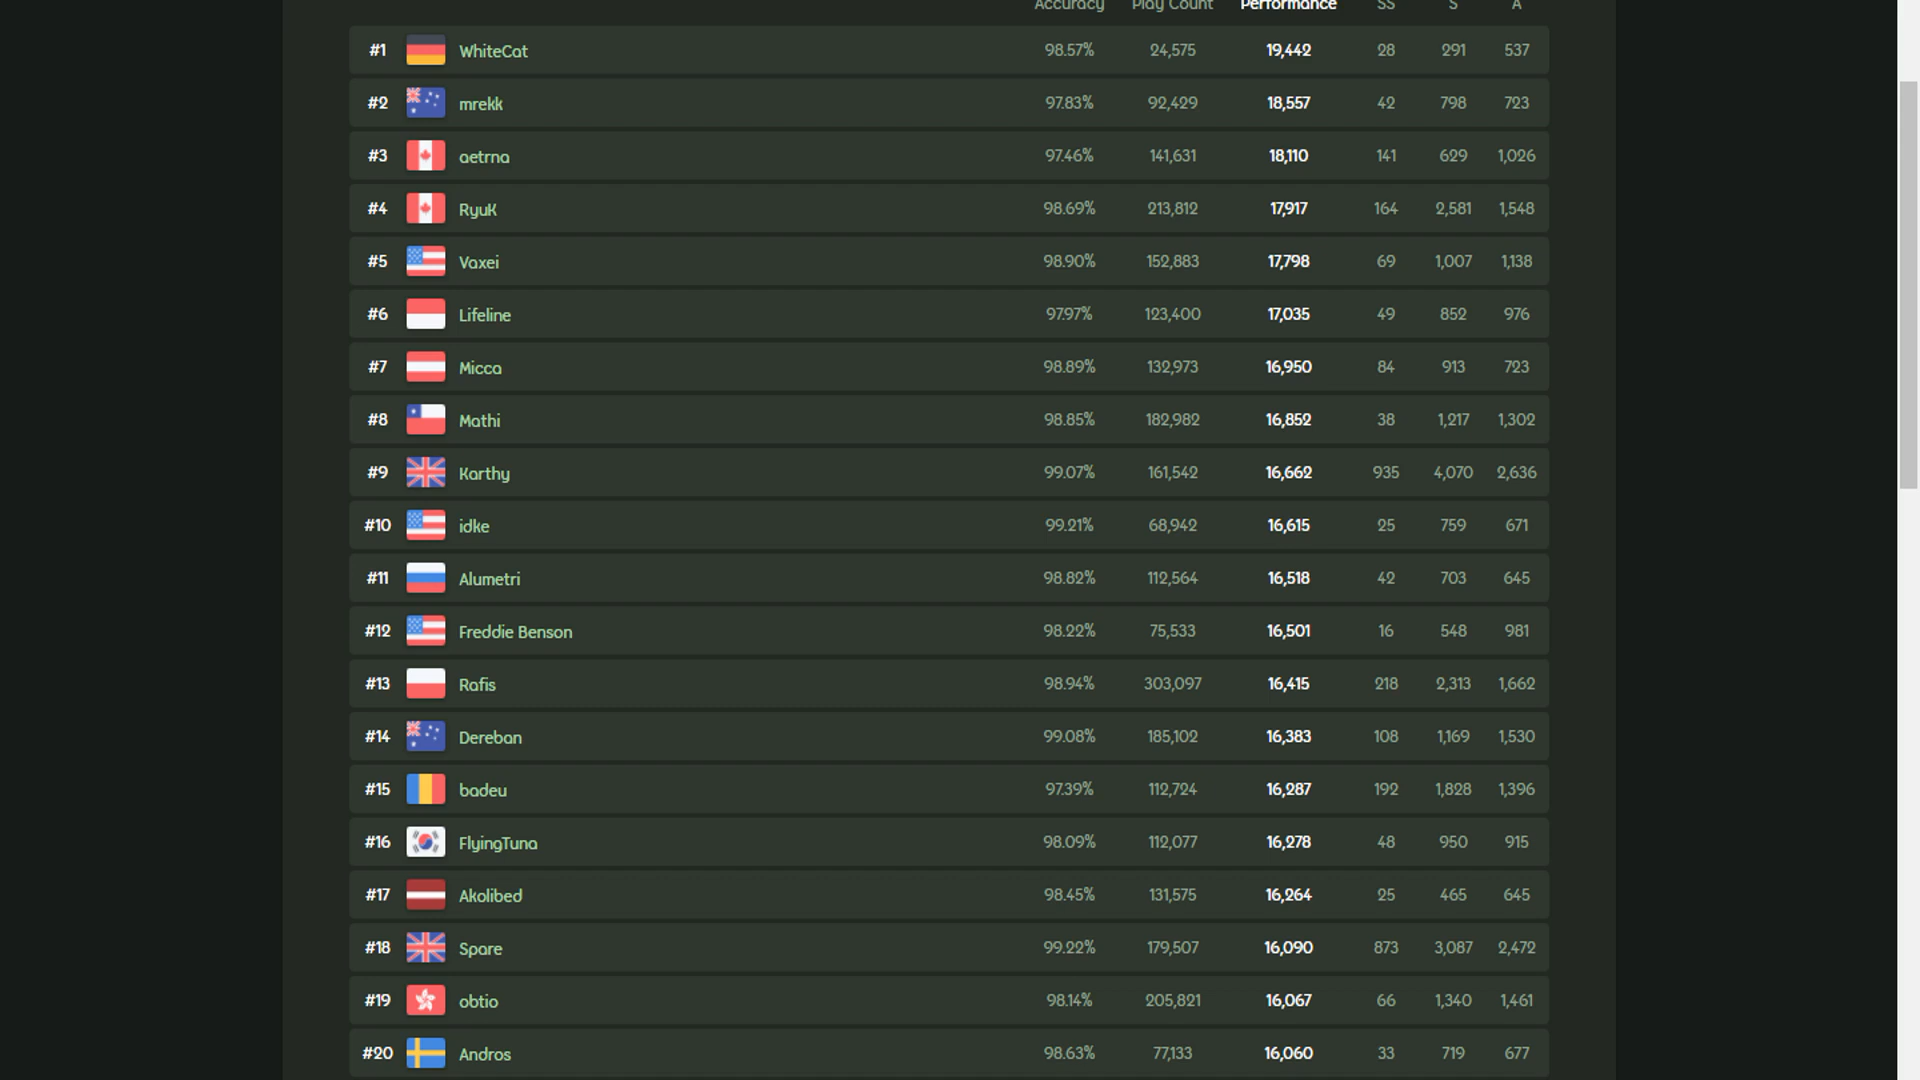 Accuracy Play Count Performance SS S A
#1 WhiteCat 98.57% 24,575 19,442 28 291 537
#2 mrekk 97.83% 92,429 18,557 42 798 723
#3 aetrna 97.46% 141,631 18,110 141 629 1,026
#4 RyuK 98.69% 213,812 17,917 164 2,581 1,548
#5 Vaxei 98.90% 152,883 17,798 69 1,007 1,138
#6 Lifeline 97.97% 123,400 17,035 49 852 976
#7 Micca 98.89% 132,973 16,950 84 913 723
#8 Mathi 98.85% 182,982 16,852 38 1,217 1,302
#9 Karthy 99.07% 161,542 16,662 935 4,070 2,636
#10 idke 99.21% 68,942 16,615 25 759 671
#11 Alumetri 98.82% 112,564 16,518 42 703 645
#12 Freddie Benson 98.22% 75,533 16,501 16 548 981
#13 Rafis 98.94% 303,097 16,415 218 2,313 1,662
#14 Dereban 99.08% 185,102 16,383 108 1,169 1,530
#15 badeu 97.39% 112,724 16,287 192 1,828 1,396
#16 FlyingTuna 98.09% 112,077 16,278 48 950 915
#17 Akolibed 98.45% 131,575 16,264 25 465 645
#18 Spare 99.22% 179,507 16,090 873 3,087 2,472
#19 obtio 98.14% 205,821 16,067 66 1,340 1,461
#20 Andros 98.63% 77,133 16,060 33 719 677